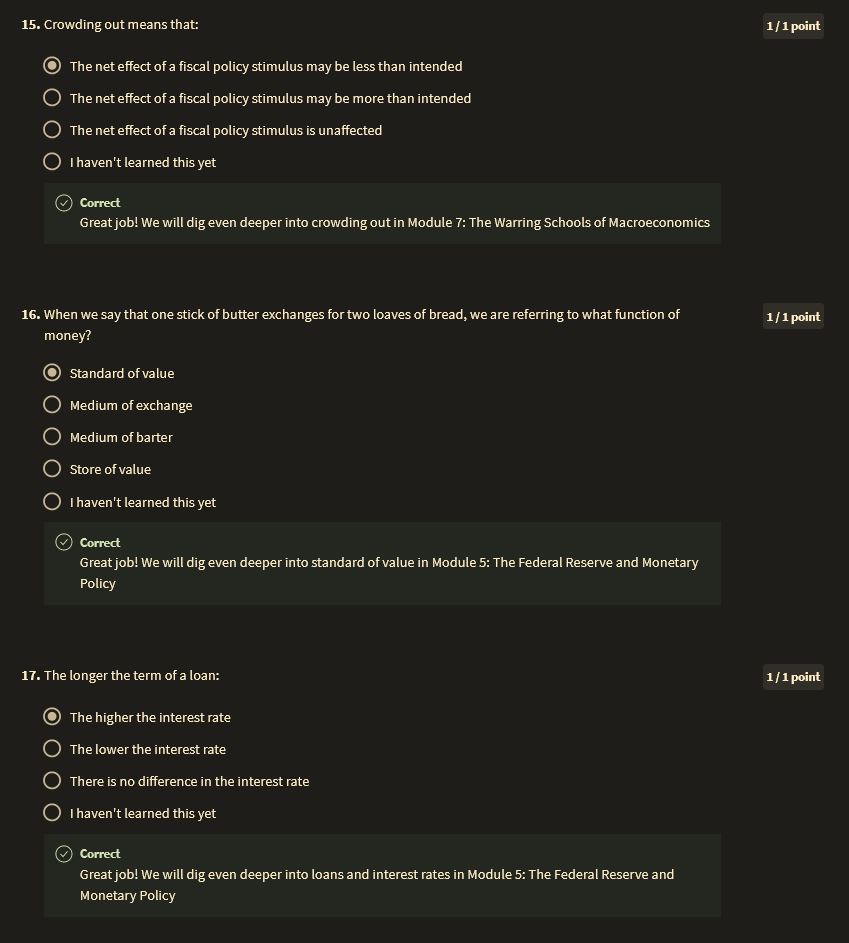 15. Crowding out means that:
1 / 1 point
The net effect of a fiscal policy stimulus may be less than intended
The net effect of a fiscal policy stimulus may be more than intended
The net effect of a fiscal policy stimulus is unaffected
I haven't learned this yet
Correct
Great job! We will dig even deeper into crowding out in Module 7: The Warring Schools of Macroeconomics
16. When we say that one stick of butter exchanges for two loaves of bread, we are referring to what function of
money?
1 / 1 point
Standard of value
Medium of exchange
Medium of barter
Store of value
I haven't learned this yet
Correct
Great job! We will dig even deeper into standard of value in Module 5: The Federal Reserve and Monetary
Policy
17. The longer the term of a loan:
1 / 1 point
The higher the interest rate
The lower the interest rate
There is no difference in the interest rate
I haven't learned this yet
Correct
Great job! We will dig even deeper into loans and interest rates in Module 5: The Federal Reserve and
Monetary Policy